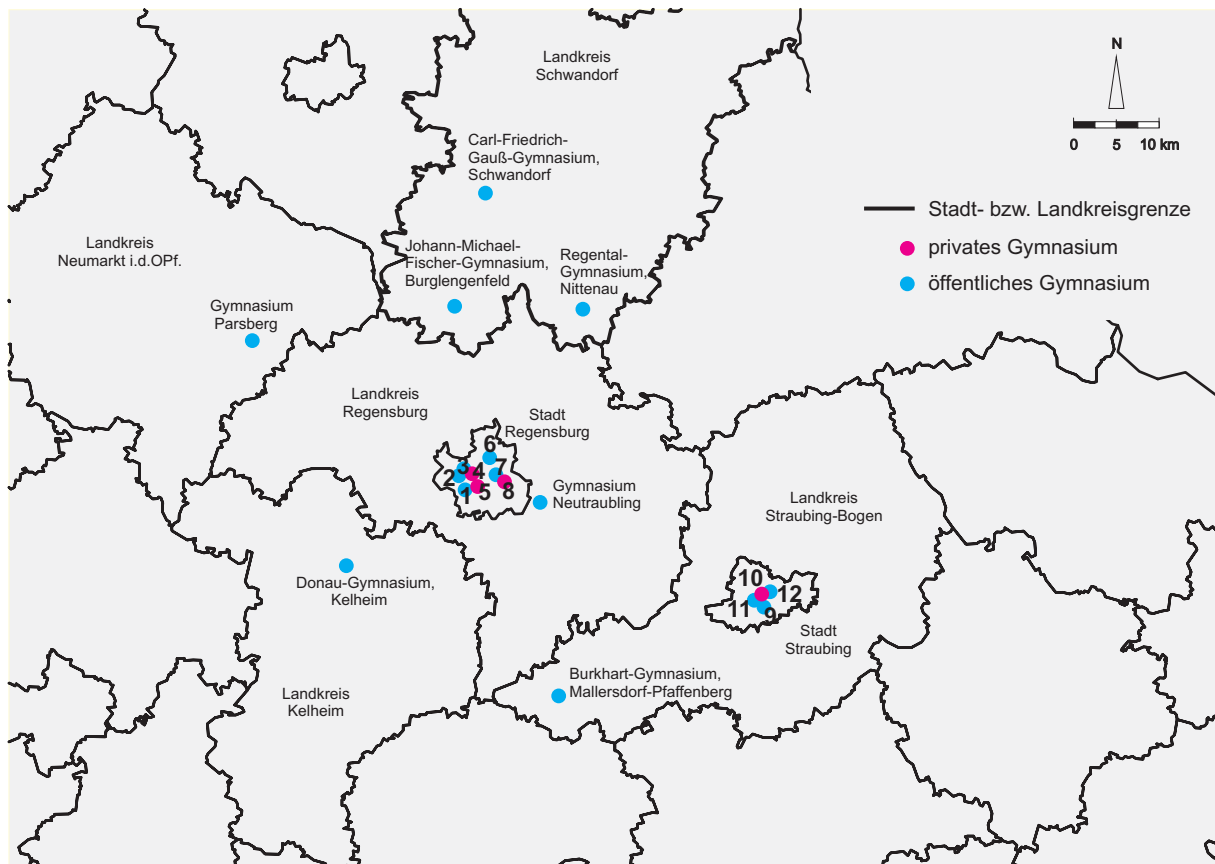 Landkreis
Schwandorf
N
0 5 10 km
Carl-Friedrich-
Gauß-Gymnasium,
Schwandorf
Stadt- bzw. Landkreisgrenze
privates Gymnasium
öffentliches Gymnasium
Landkreis
Neumarkt i.d.OPf.
Johann-Michael-
Fischer-Gymnasium,
Burglengenfeld
Regental-
Gymnasium,
Nittenau
Gymnasium
Parsberg
Landkreis
Regensburg
Stadt
Regensburg
6
3
4
7
2
1
5
8
Gymnasium
Neutraubling
Landkreis
Straubing-Bogen
Donau-Gymnasium,
Kelheim
10
12
11
9
Stadt
Straubing
Burkhart-Gymnasium,
Mallersdorf-Pfaffenberg
Landkreis
Kelheim